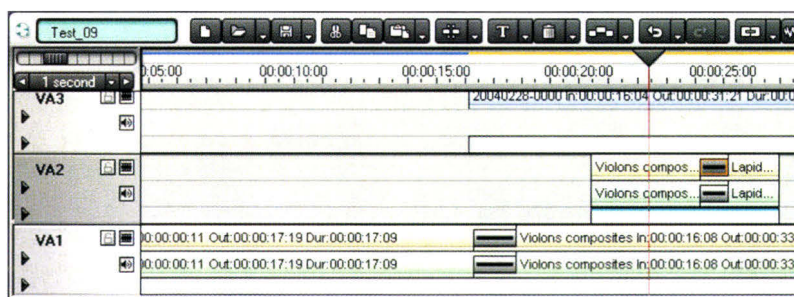 Test_09
T
1 second
0:05:00 00:00:10:00 00:00:15:00 00:00:20:00 00:00:25:00
VA3
20040228-0000 In:00:00:16:04 Out:00:00:31:21 Dur:00:0
VA2
Violons compos... Lapid...
Violons compos... Lapid...
VA1
00:00:00:11 Out:00:00:17:19 Dur:00:00:17:09 Violons composites In:00:00:16:08 Out:00:00:33
00:00:00:11 Out:00:00:17:19 Dur:00:00:17:09 Violons composites In:00:00:16:08 Out:00:00:33